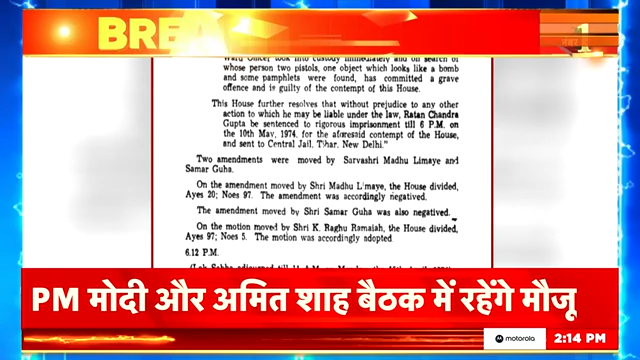 BREA
1
Ward Officer took into custody immediately and on search of
whose person two pistols, one object which looks like a bomb
and some pamphlets were found, has committed a grave
offence and is guilty of the contempt of this House.
This House further resolves that without prejudice to any other
action to which he may be liable under the law, Ratan Chandra
Gupta be sentenced to rigorous imprisonment till 6 P.M. on
the 10th May, 1974, for the aforesaid contempt of the House,
and sent to Central Jail, Tihar, New Delhi."
Two amendments were moved by Sarvashri Madhu Limaye and
Samar Guha.
On the amendment moved by Shri Madhu Limaye, the House divided,
Ayes 20; Noes 97. The amendment was accordingly negatived.
The amendment moved by Shri Samar Guha was also negatived.
On the motion moved by Shri K. Raghu Ramaiah, the House divided,
Ayes 97; Noes 5. The motion was accordingly adopted
6.12 P.M.
PM मोदी और अमित शाह बैठक में रहेंगे मौजू
motorola
2:14 PM